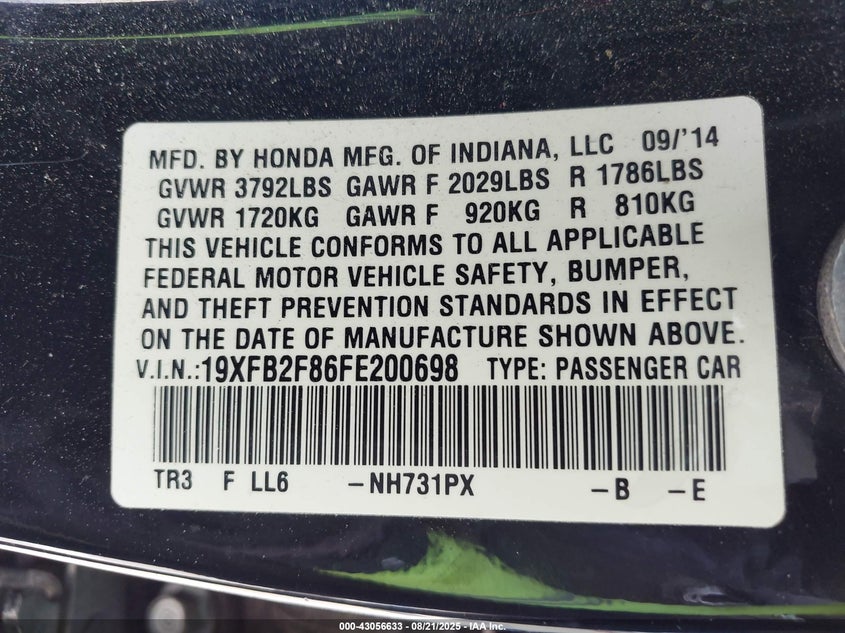 MFD. BY HONDA MFG. OF INDIANA, LLC 09/'14
GVWR 3792LBS GAWR F 2029LBS R 1786LBS
GVWR 1720KG GAWR F 920KG R 810KG
THIS VEHICLE CONFORMS TO ALL APPLICABLE
FEDERAL MOTOR VEHICLE SAFETY, BUMPER,
AND THEFT PREVENTION STANDARDS IN EFFECT
ON THE DATE OF MANUFACTURE SHOWN ABOVE.
V.I.N.:19XFB2F86FE200698 TYPE: PASSENGER CAR
TR3 F LL6 -NH731PX -B -E
000-43056633 - 08/21/2025 - IAA Inc.